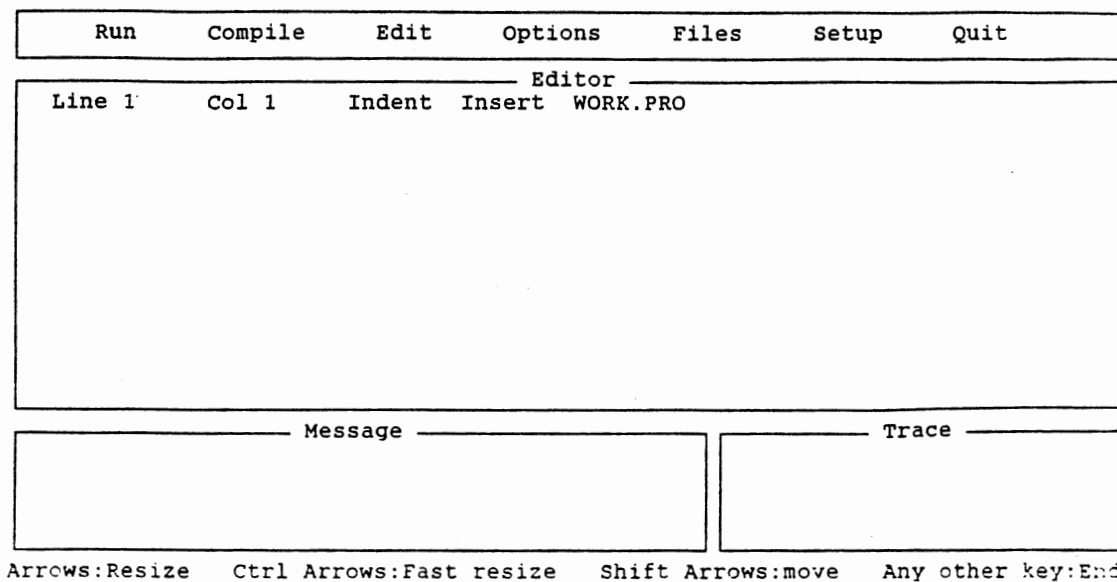 Run Compile Edit Options Files Setup Quit
Editor
Line 1 Col 1 Indent Insert WORK.PRO
Message Trace
Arrows:Resize Ctrl Arrows:Fast resize Shift Arrows:move Any other key:End